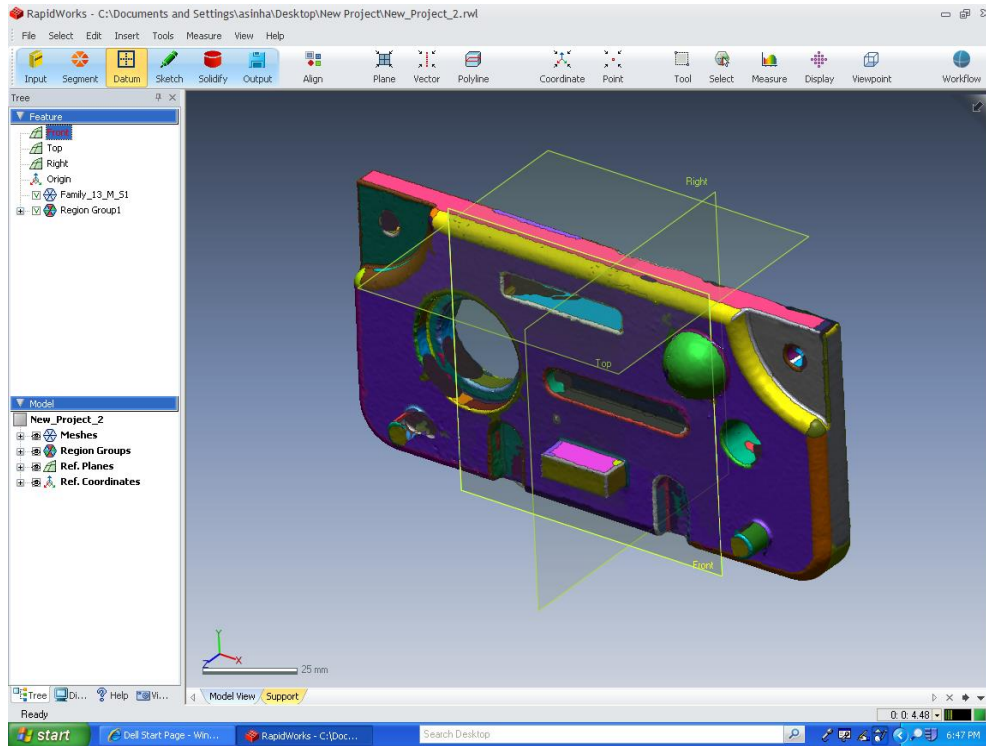 RapidWorks - C:\Documents and Settings\asinha\Desktop\New Project\New_Project_2.rwl
File Select Edit Insert Tools Measure View Help
Input Segment Datum Sketch Solidify Output Align Plane Vector Polyline Coordinate Point Tool Select Measure Display Viewpoint Workflow
Tree
Feature
Front
Top
Right
Origin
Family_13_M_S1
Region Group1
Right
Top
Front
Model
New_Project_2
Meshes
Region Groups
Ref. Planes
Ref. Coordinates
Y
Z X
25 mm
Tree Di... Help Vi... Model View Support
Ready 0: 0: 4.48
start Dell Start Page - Win... RapidWorks - C:\Doc... Search Desktop 6:47 PM